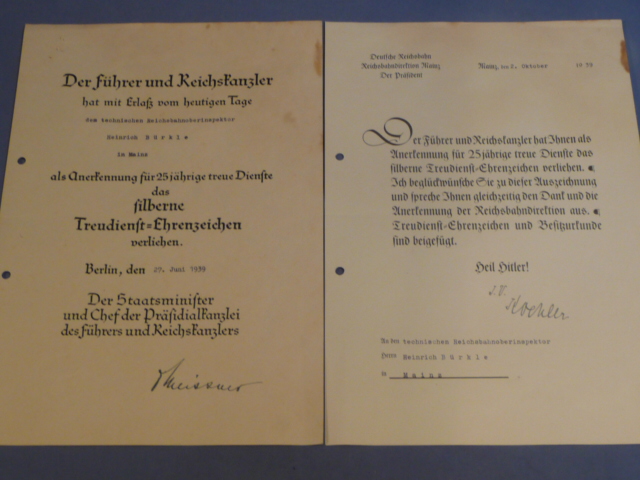 Der Führer und Reichskanzler
hat mit Erlaß vom heutigen Tage
dem technischen Reichsbahnoberinspektor
Heinrich Bürkle
in Mainz
als Anerkennung für 25jährige treue Dienste
das
silberne
Treudienst=Ehrenzeichen
verliehen.
Berlin, den 27. Juni 1939
Der Staatsminister
und Chef der Präsidialkanzlei
des Führers und Reichskanzlers
Meissner
Deutsche Reichsbahn
Reichsbahndirektion Mainz
Der Präsident
Mainz, den 2. Oktober 1939
Der Führer und Reichskanzler hat Ihnen als
Anerkennung für 25jährige treue Dienste das
silberne Treudienst-Ehrenzeichen verliehen.
Ich beglückwünsche Sie zu dieser Auszeichnung
und spreche Ihnen gleichzeitig den Dank und die
Anerkennung der Reichsbahndirektion aus.
Treudienst-Ehrenzeichen und Besitzurkunde
sind beigefügt.
Heil Hitler!
I.V.
Koehler
technischen Reichsbahnoberinspektor
Herrn Heinrich Bürkle
in Mainz